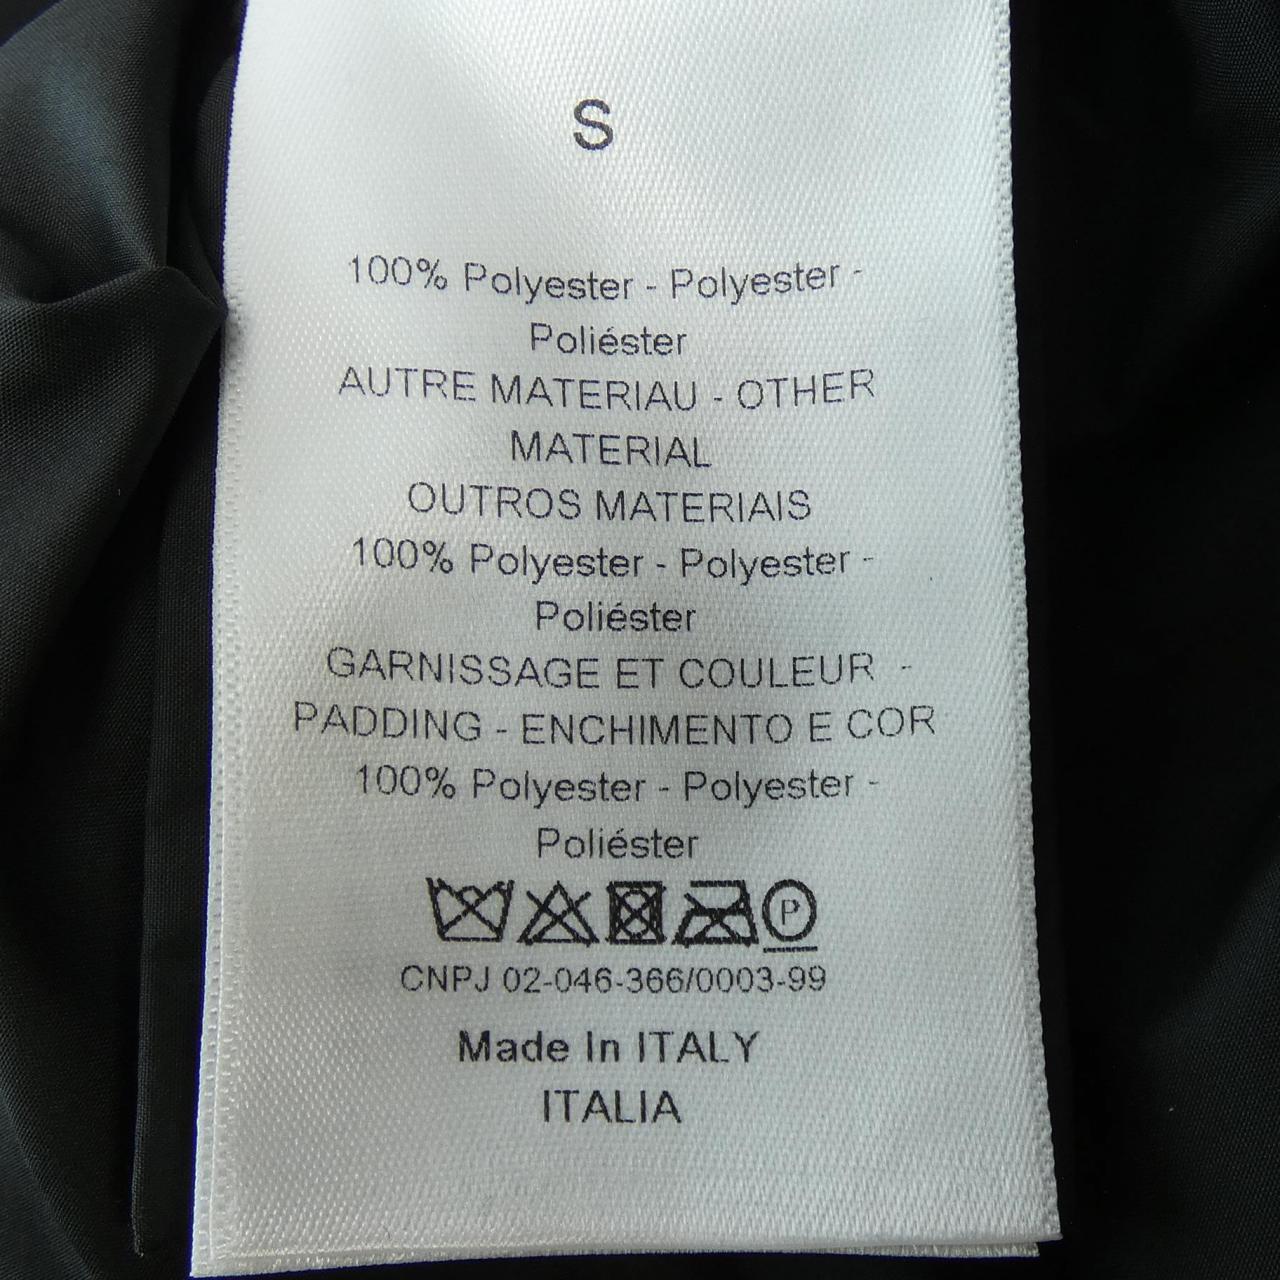 S
100% Polyester - Polyester -
Poliéster
AUTRE MATERIAU - OTHER
MATERIAL
OUTROS MATERIAIS
100% Polyester - Polyester -
Poliéster
GARNISSAGE ET COULEUR -
PADDING - ENCHIMENTO E COR
100% Polyester - Polyester -
Poliéster
P
CNPJ 02-046-366/0003-99
Made In ITALY
ITALIA